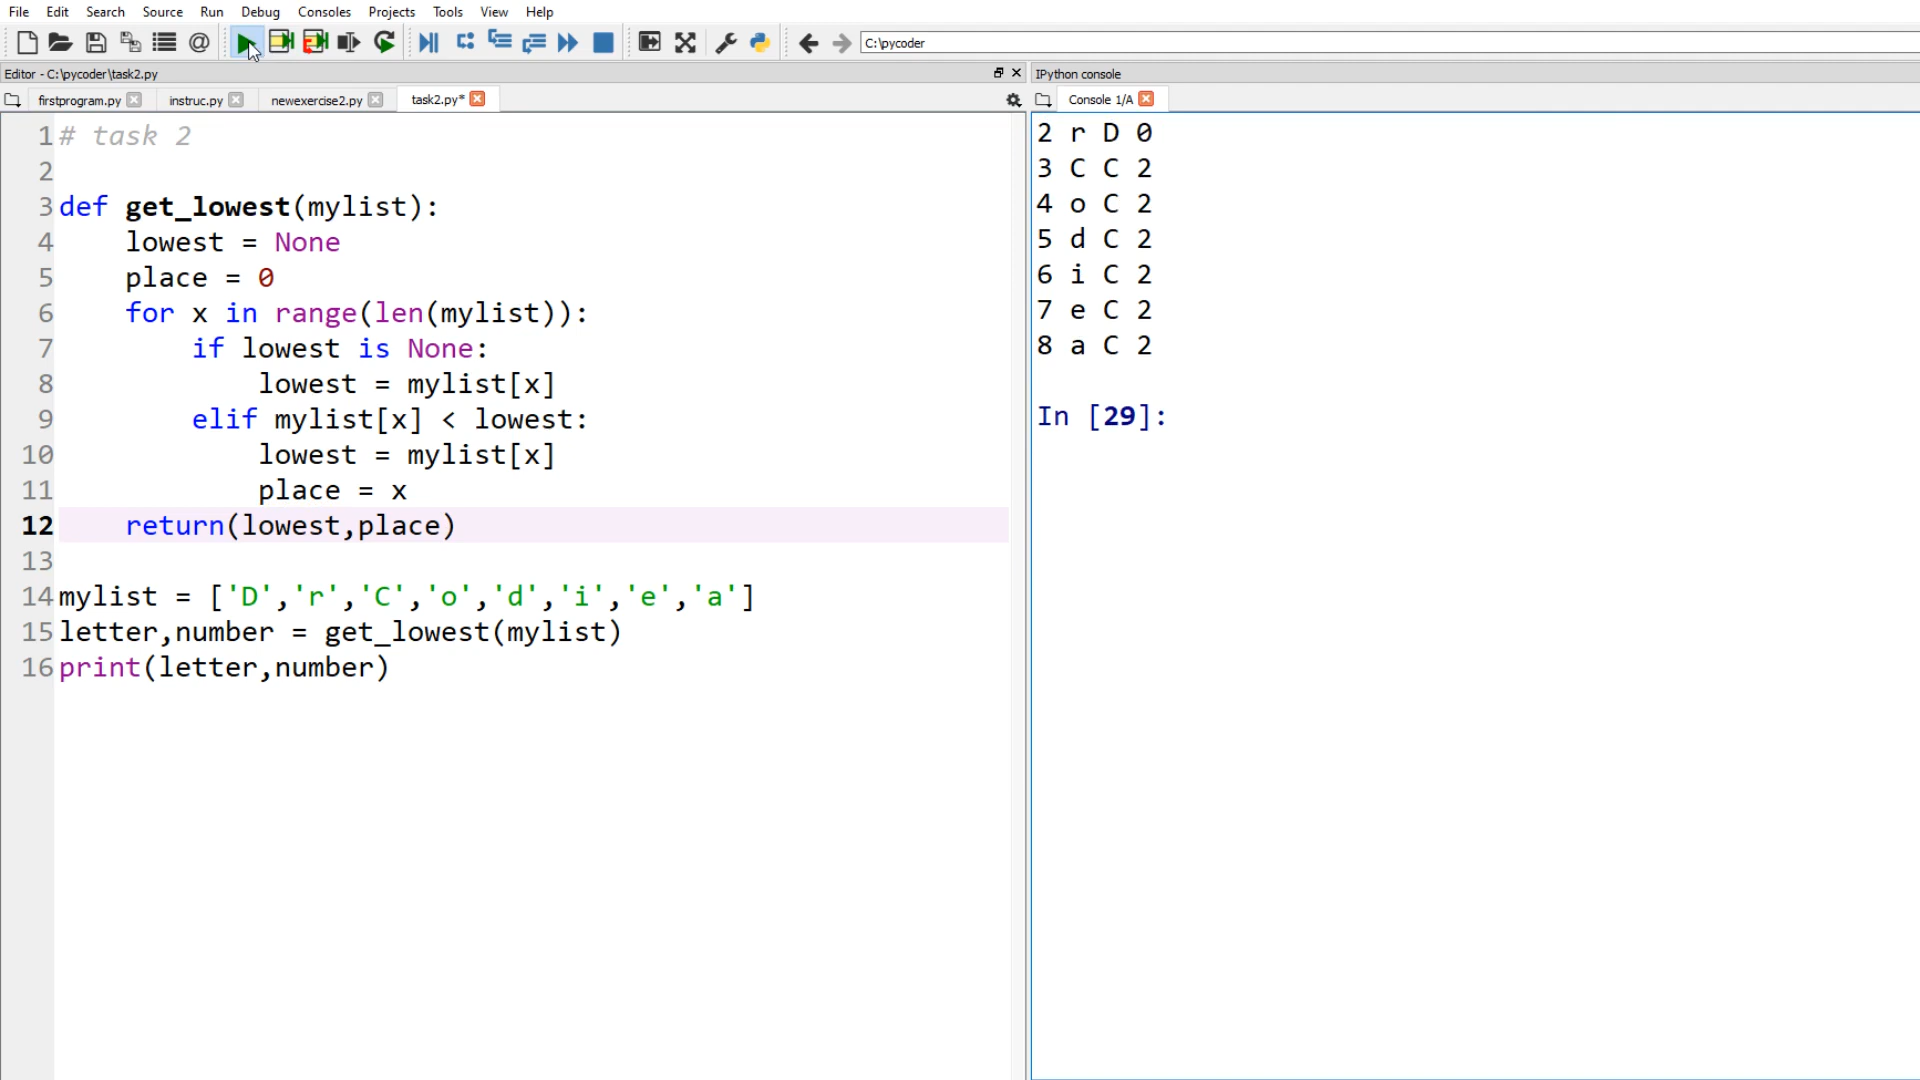 File Edit Search Source Run Debug Consoles Projects Tools View Help
C:\pycoder
Editor - C:\pycoder\task2.py
IPython console
firstprogram.py instruc.py newexercise2.py task2.py*
Console 1/A
1 # task 2
2
3 def get_lowest(mylist):
4     lowest = None
5     place = 0
6     for x in range(len(mylist)):
7         if lowest is None:
8             lowest = mylist[x]
9         elif mylist[x] < lowest:
10             lowest = mylist[x]
11             place = x
12     return(lowest,place)
13
14 mylist = ['D','r','C','o','d','i','e','a']
15 letter,number = get_lowest(mylist)
16 print(letter,number)
2 r D 0
3 C C 2
4 o C 2
5 d C 2
6 i C 2
7 e C 2
8 a C 2
In [29]: